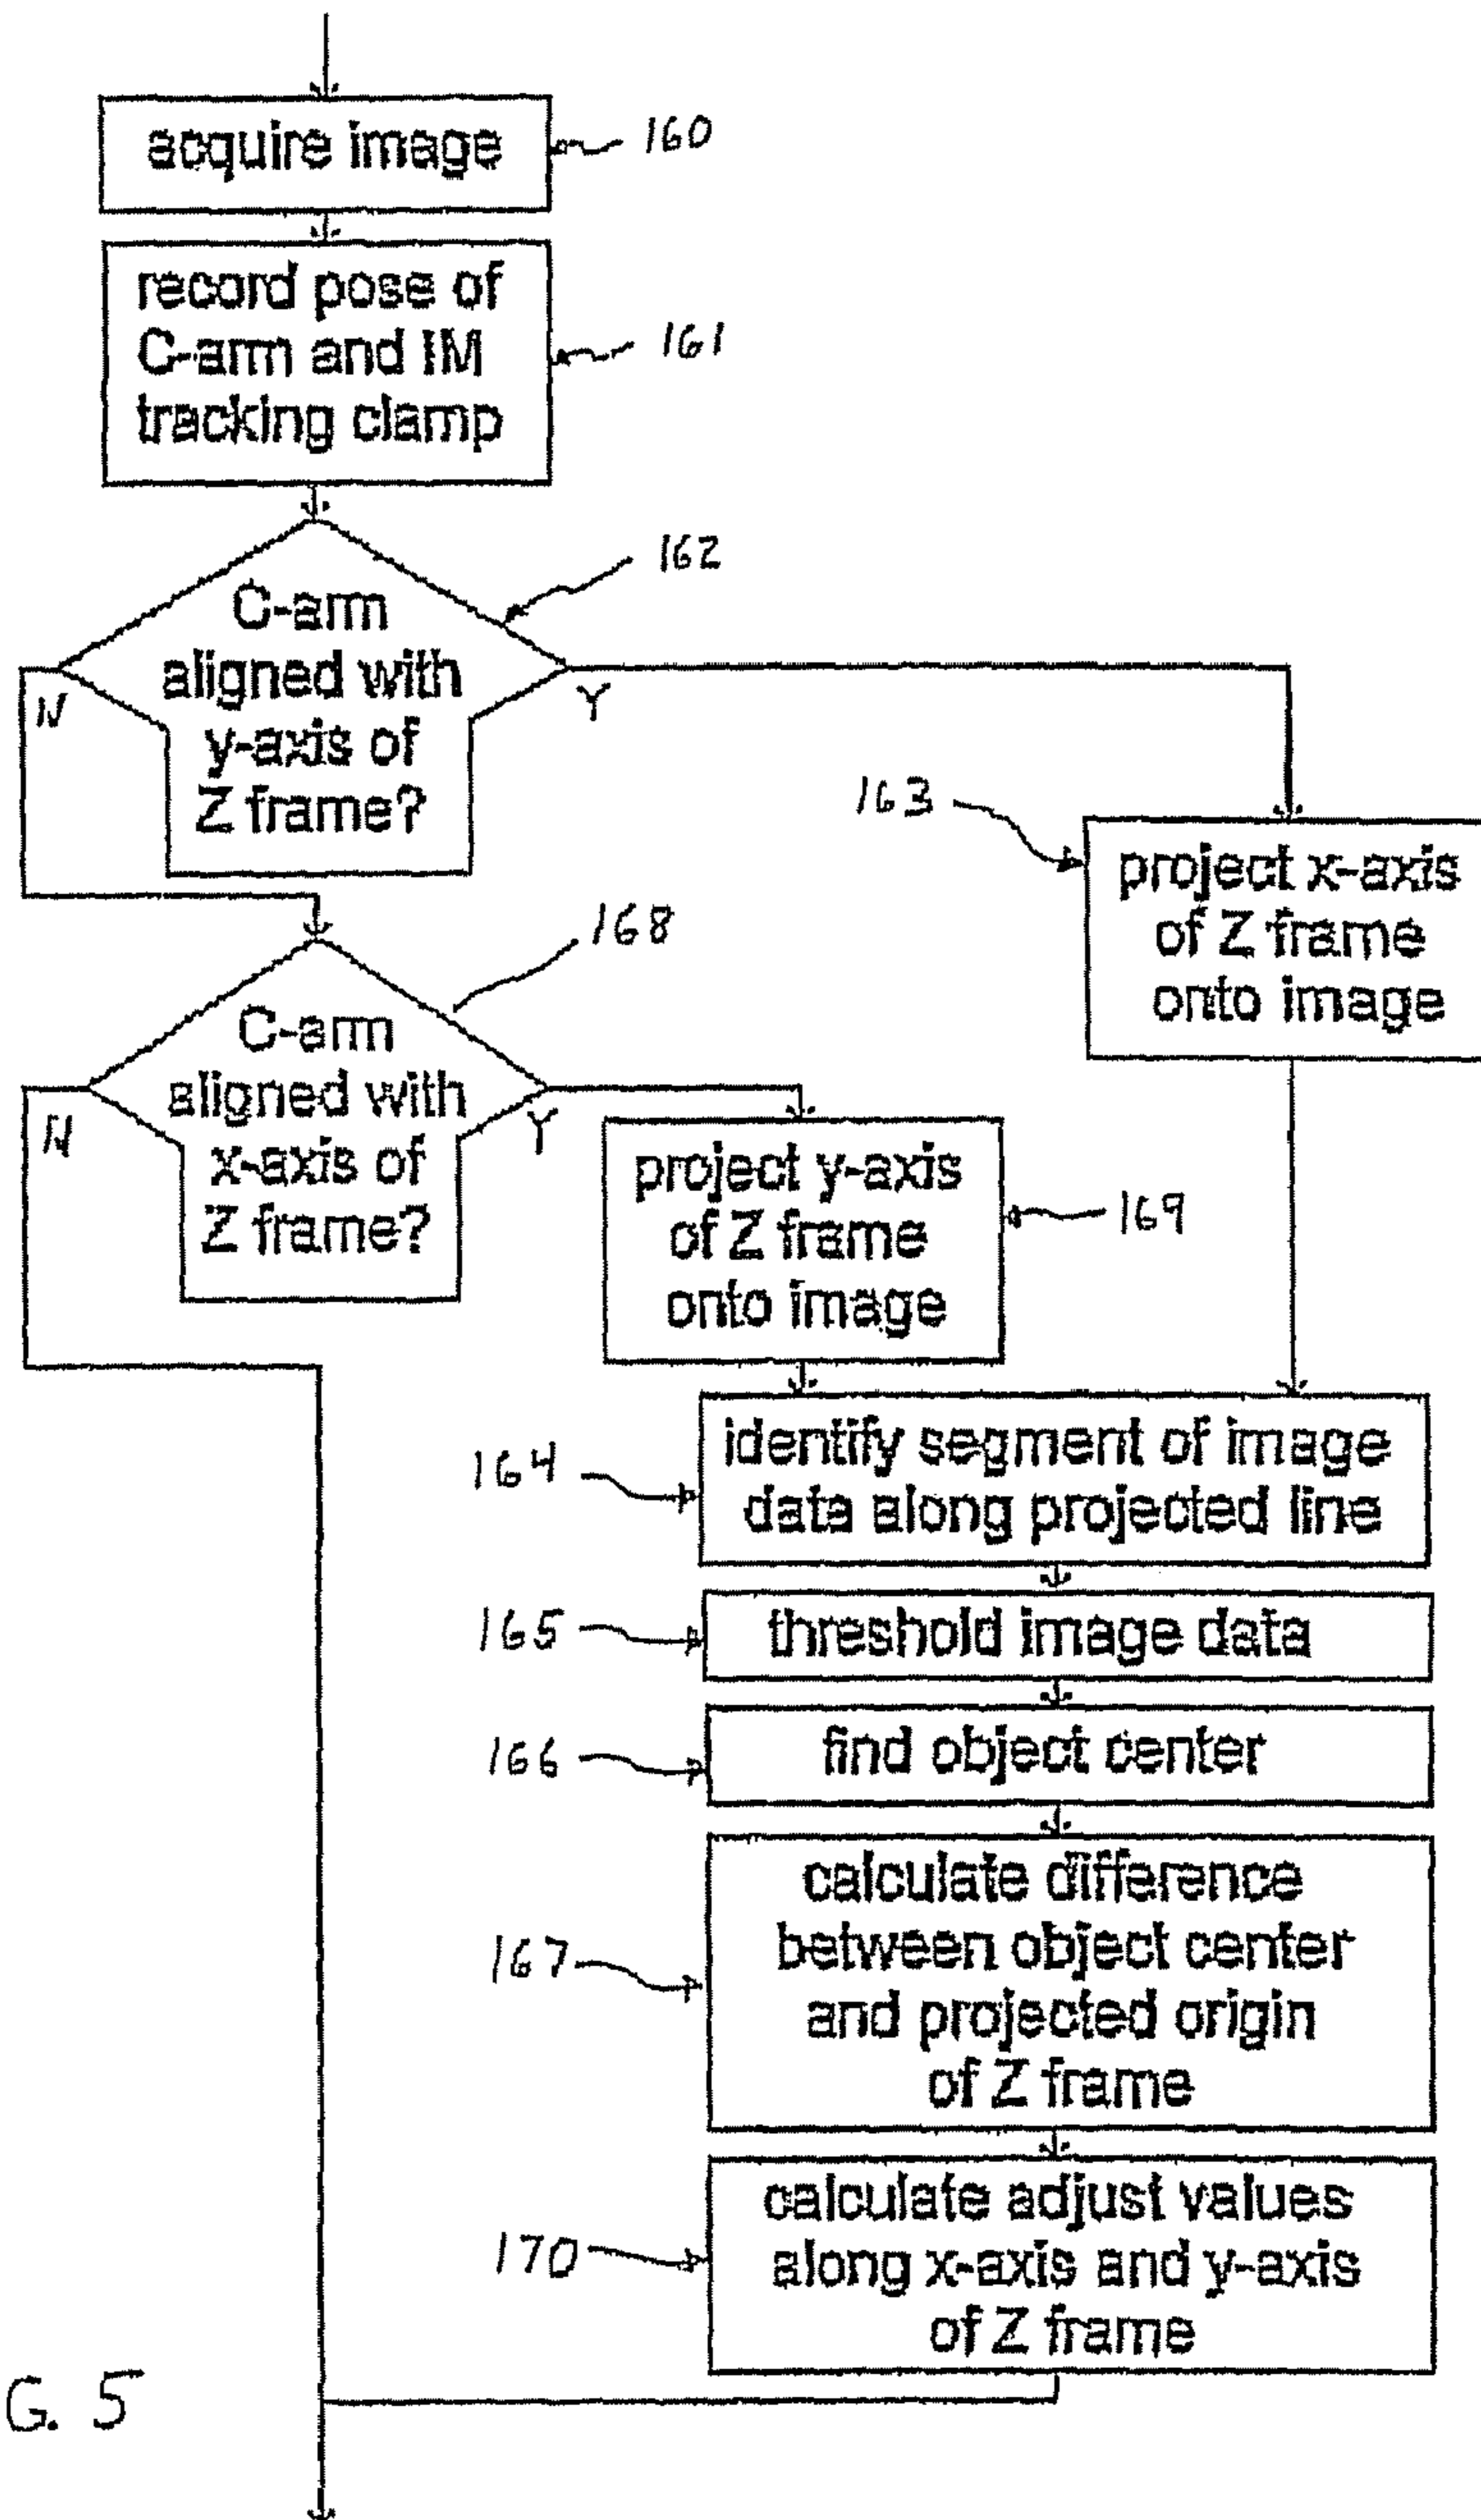 acquire image
160
record pose of
C-arm and IM
tracking clamp
161
162
C-arm
aligned with
y-axis of
Z frame?
N
Y
163
project x-axis
of Z frame
onto image
168
C-arm
aligned with
x-axis of
Z frame?
N
Y
project y-axis
of Z frame
onto image
169
164
identify segment of image
data along projected line
165
threshold image data
166
find object center
167
calculate difference
between object center
and projected origin
of Z frame
170
calculate adjust values
along x-axis and y-axis
of Z frame
G. 5